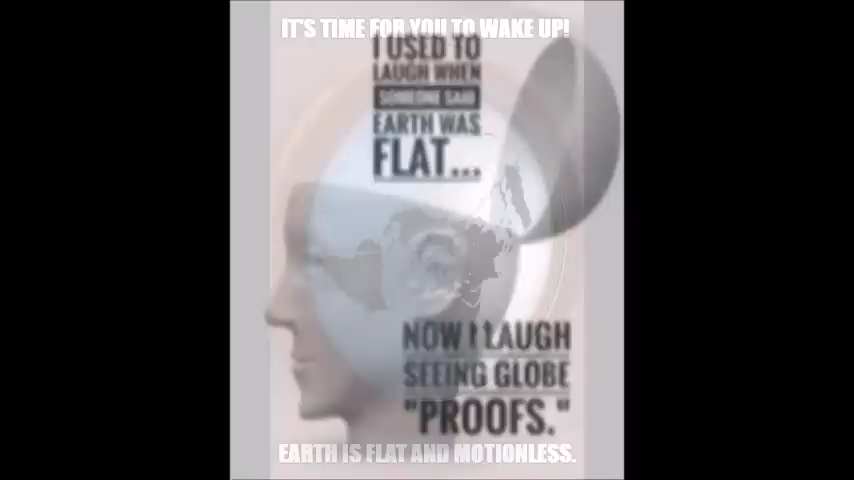 IT'S TIME FOR YOU TO WAKE UP!
I USED TO
LAUGH WHEN
SOMEONE SAID
EARTH WAS
FLAT...
NOW I LAUGH
SEEING GLOBE
"PROOFS."
EARTH IS FLAT AND MOTIONLESS.